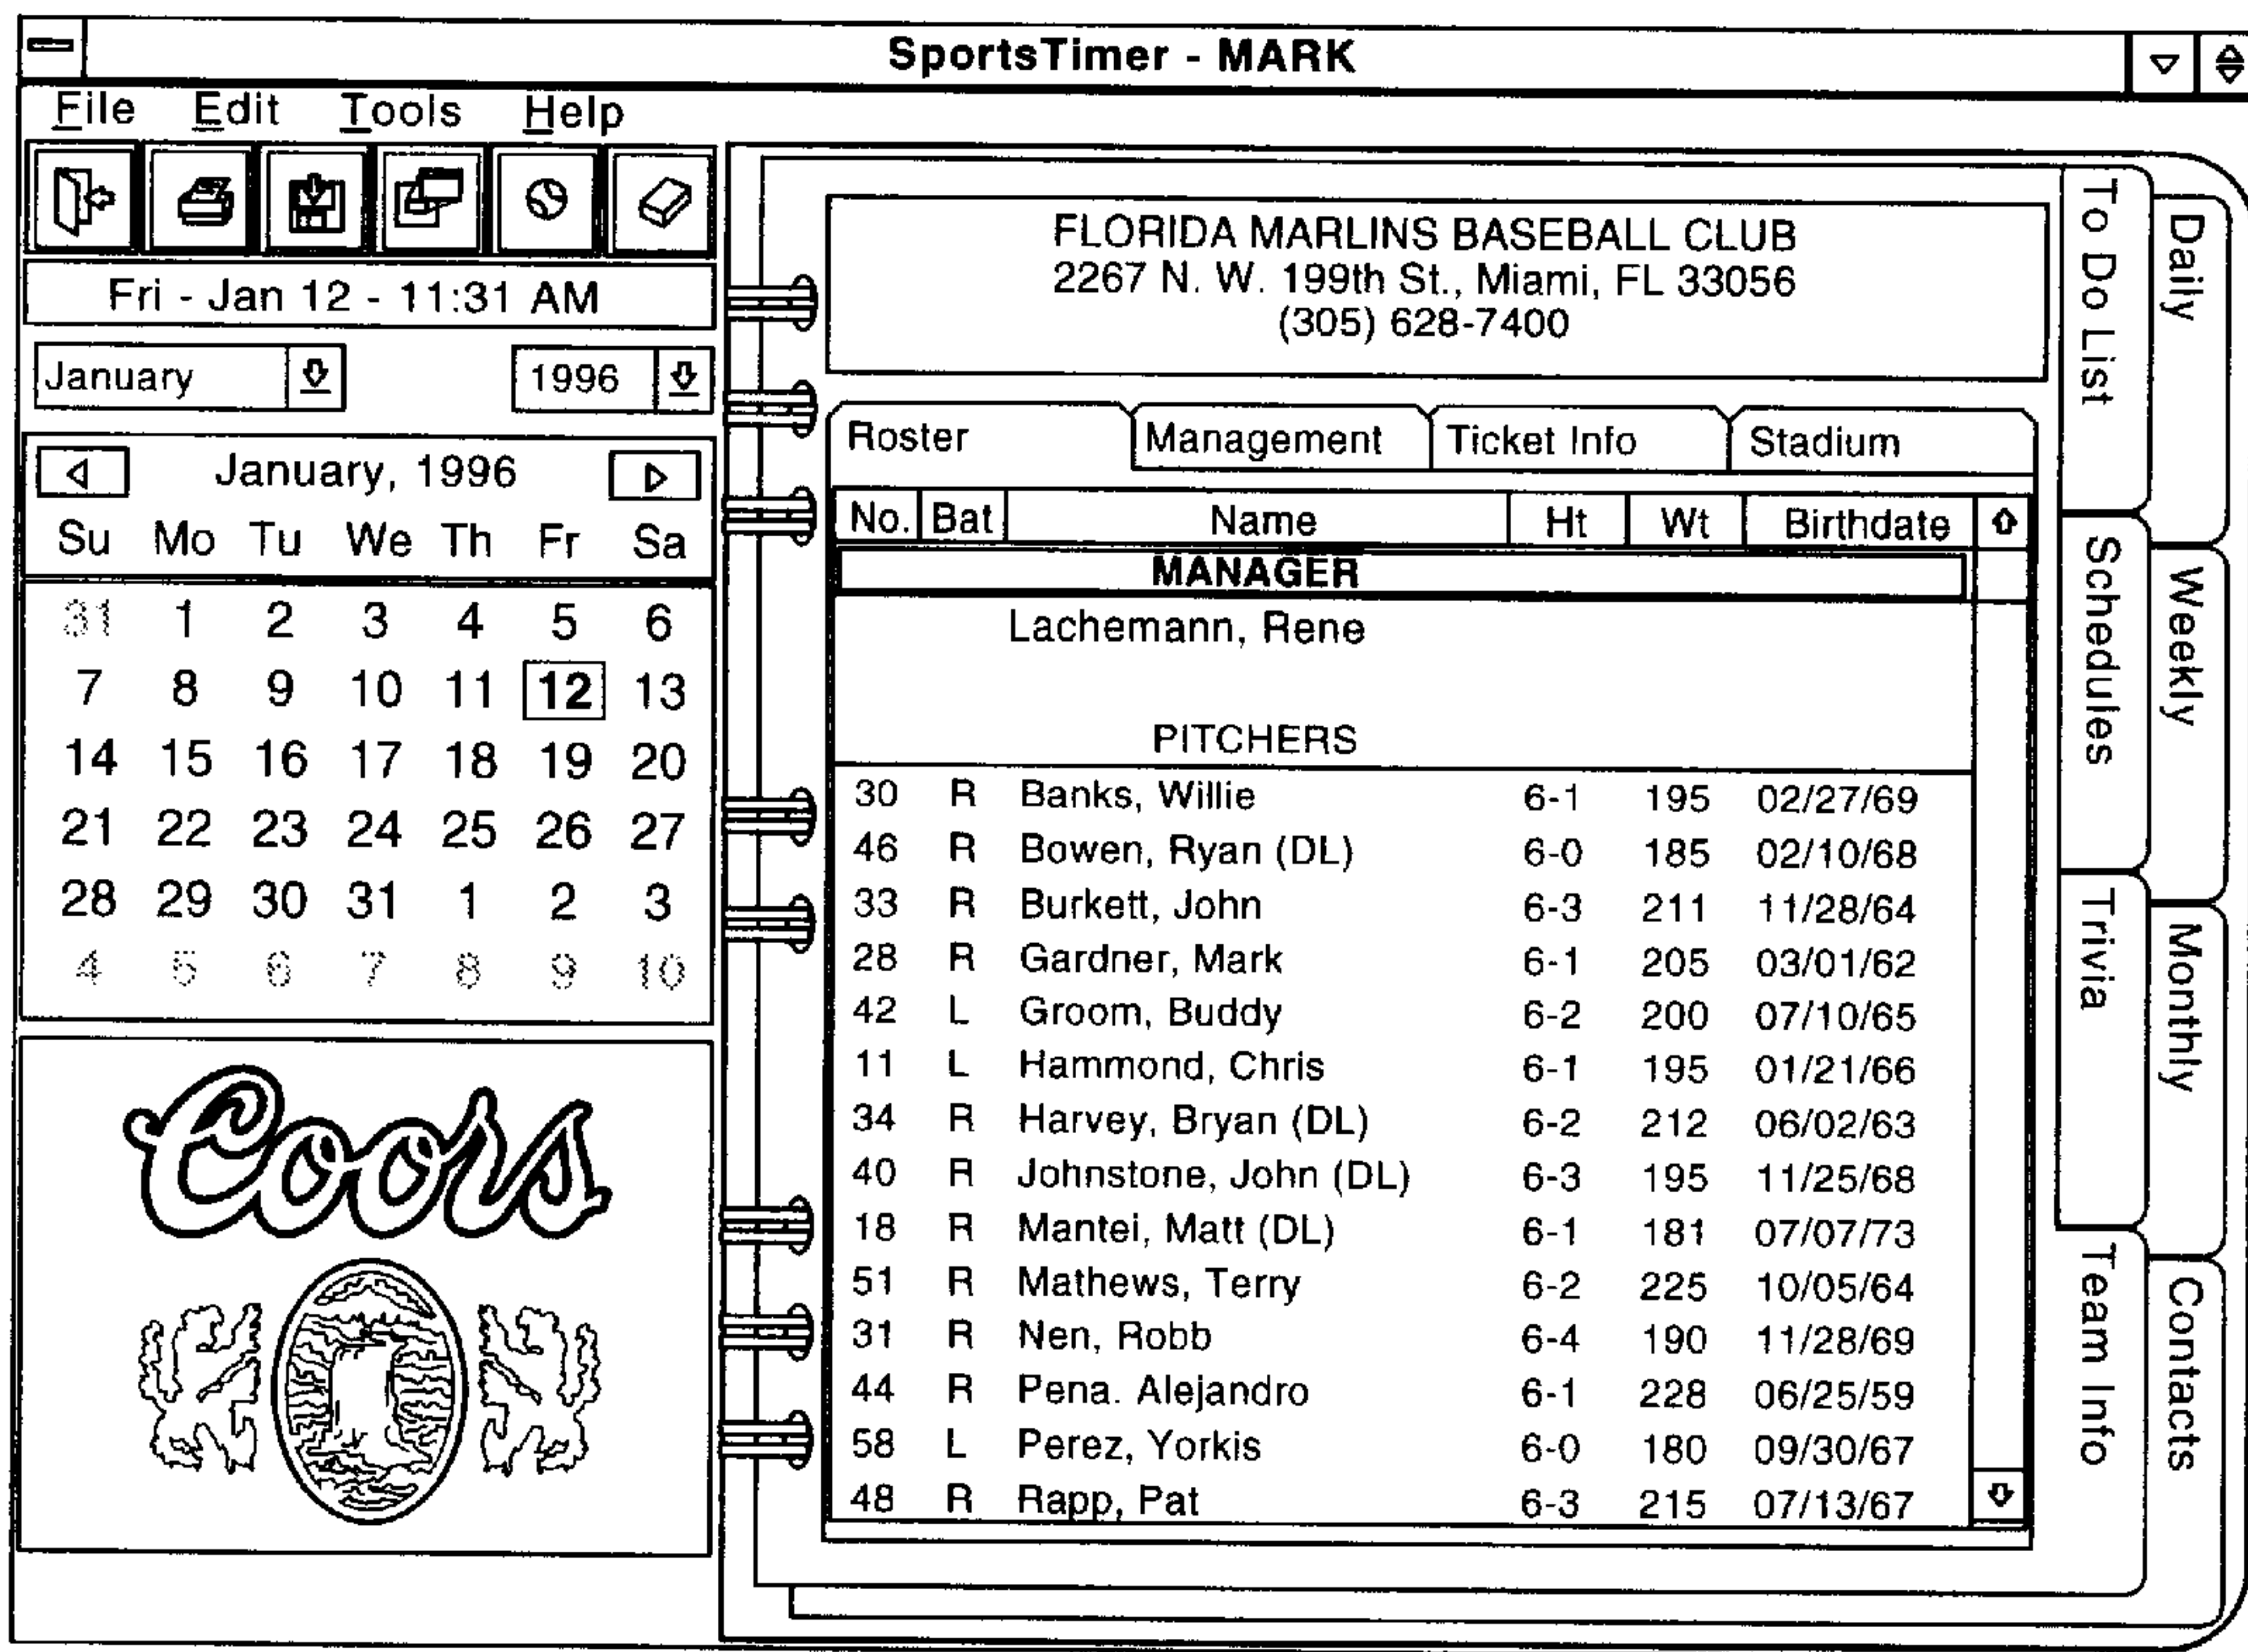 SportsTimer - MARK
File Edit Tools Help
Fri - Jan 12 - 11:31 AM
January 1996
January, 1996
Su Mo Tu We Th Fr Sa
31 1 2 3 4 5 6
7 8 9 10 11 12 13
14 15 16 17 18 19 20
21 22 23 24 25 26 27
28 29 30 31 1 2 3
4 5 6 7 8 9 10
Coors
FLORIDA MARLINS BASEBALL CLUB
2267 N. W. 199th St., Miami, FL 33056
(305) 628-7400
Roster Management Ticket Info Stadium
No. Bat Name Ht Wt Birthdate
MANAGER
Lachemann, Rene
PITCHERS
30 R Banks, Willie 6-1 195 02/27/69
46 R Bowen, Ryan (DL) 6-0 185 02/10/68
33 R Burkett, John 6-3 211 11/28/64
28 R Gardner, Mark 6-1 205 03/01/62
42 L Groom, Buddy 6-2 200 07/10/65
11 L Hammond, Chris 6-1 195 01/21/66
34 R Harvey, Bryan (DL) 6-2 212 06/02/63
40 R Johnstone, John (DL) 6-3 195 11/25/68
18 R Mantei, Matt (DL) 6-1 181 07/07/73
51 R Mathews, Terry 6-2 225 10/05/64
31 R Nen, Robb 6-4 190 11/28/69
44 R Pena. Alejandro 6-1 228 06/25/59
58 L Perez, Yorkis 6-0 180 09/30/67
48 R Rapp, Pat 6-3 215 07/13/67
To Do List
Schedules
Trivia
Team Info
Daily
Weekly
Monthly
Contacts